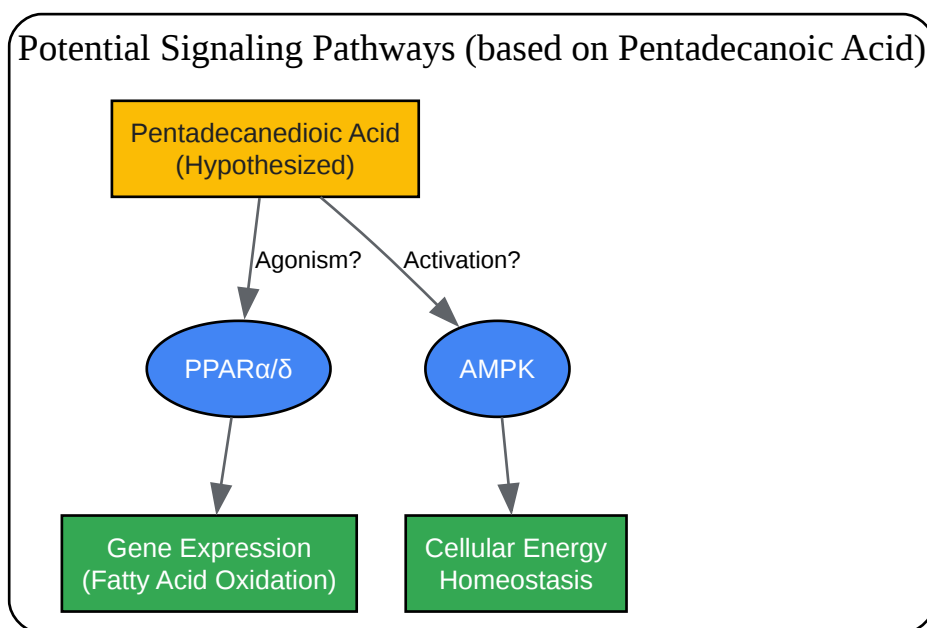 Potential Signaling Pathways (based on Pentadecanoic Acid)
Pentadecanedioic Acid
(Hypothesized)
Agonism?
Activation?
PPARα/δ
AMPK
Gene Expression
(Fatty Acid Oxidation)
Cellular Energy
Homeostasis